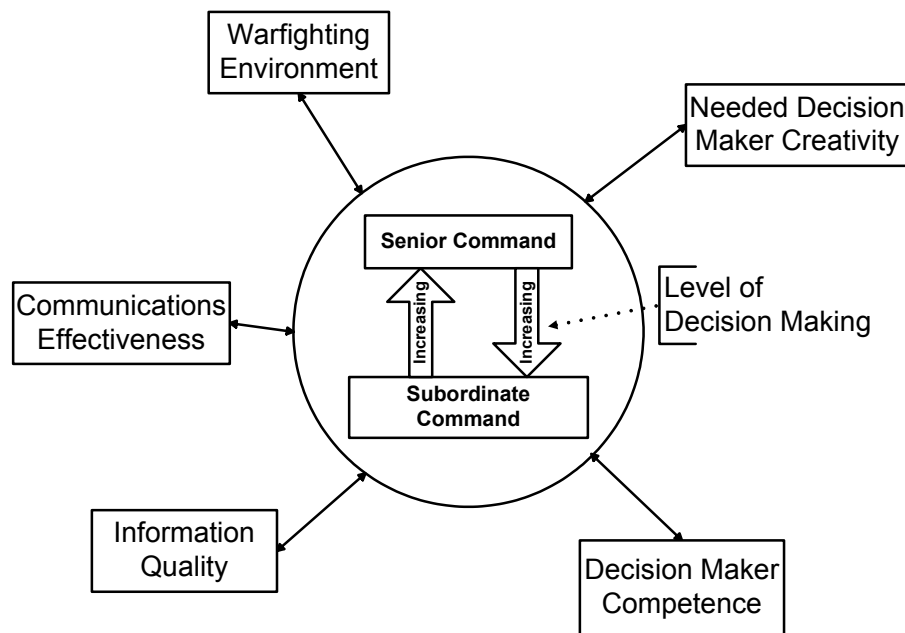 Warfighting
Environment
Needed Decision
Maker Creativity
Senior Command
Increasing
Increasing
Level of
Decision Making
Communications
Effectiveness
Subordinate
Command
Information
Quality
Decision Maker
Competence